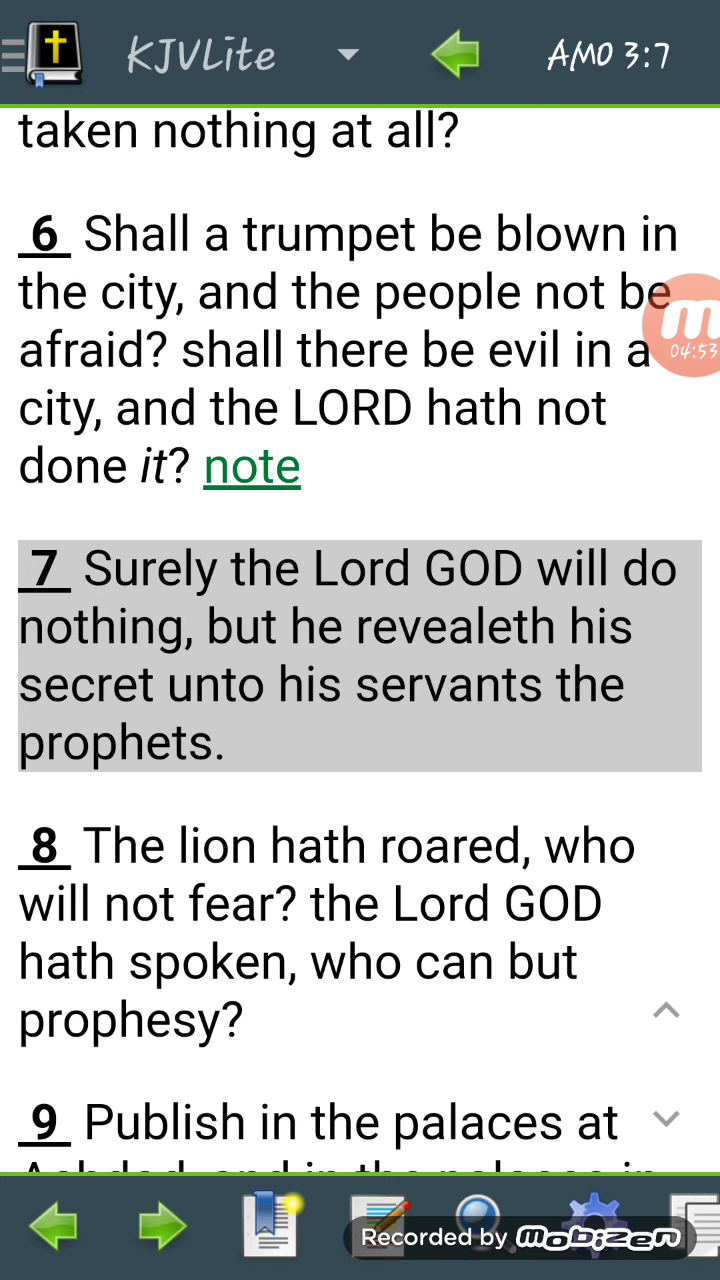 KJVLite AMO 3:7
taken nothing at all?
6 Shall a trumpet be blown in
the city, and the people not be
afraid? shall there be evil in a
city, and the LORD hath not
done it? note
m
04:53
7 Surely the Lord GOD will do
nothing, but he revealeth his
secret unto his servants the
prophets.
8 The lion hath roared, who
will not fear? the Lord GOD
hath spoken, who can but
prophesy?
9 Publish in the palaces at
Recorded by mobizen